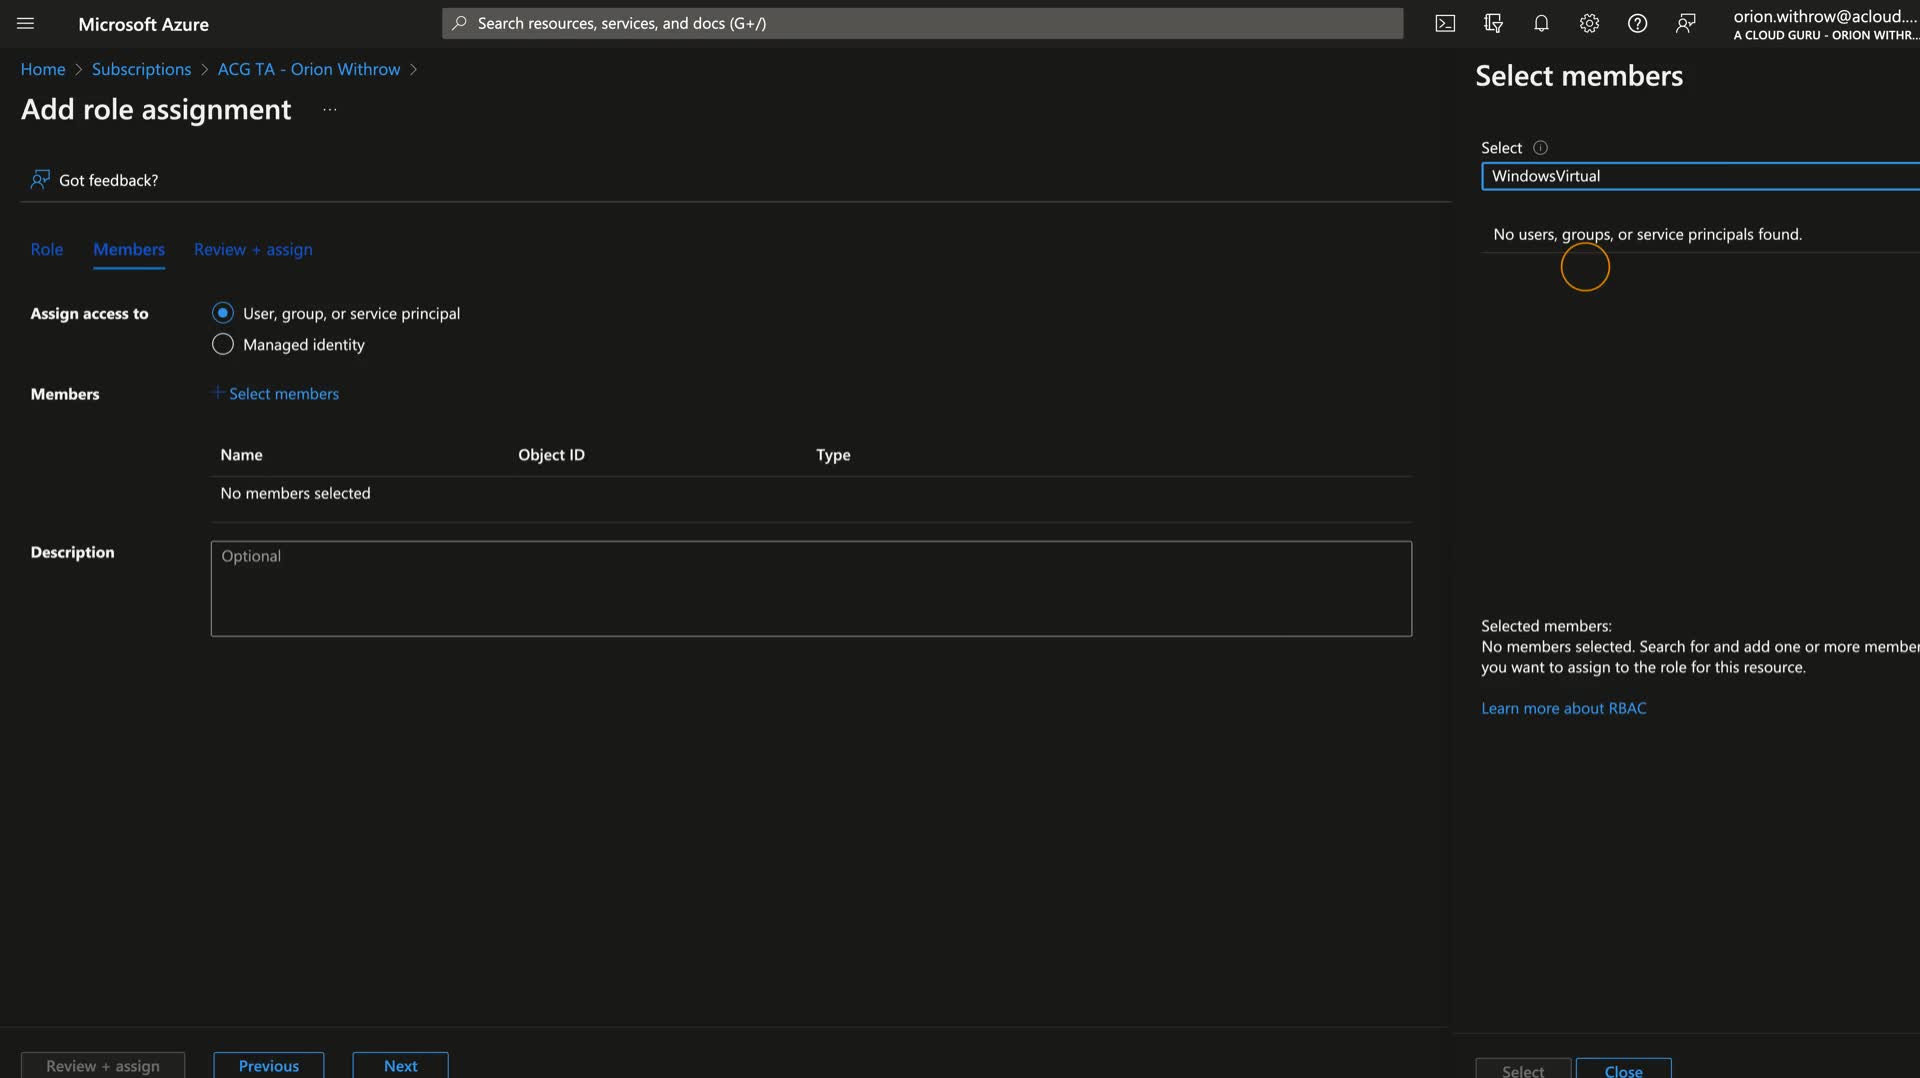 Microsoft Azure
Search resources, services, and docs (G+/)
orion.withrow@acloud....
A CLOUD GURU - ORION WITHR...
Home > Subscriptions > ACG TA - Orion Withrow >
Add role assignment ...
Got feedback?
Role Members Review + assign
Assign access to
User, group, or service principal
Managed identity
Members
+ Select members
Name Object ID Type
No members selected
Description
Optional
Review + assign Previous Next
Select members
Select
WindowsVirtual
No users, groups, or service principals found.
Selected members:
No members selected. Search for and add one or more member
you want to assign to the role for this resource.
Learn more about RBAC
Select Close